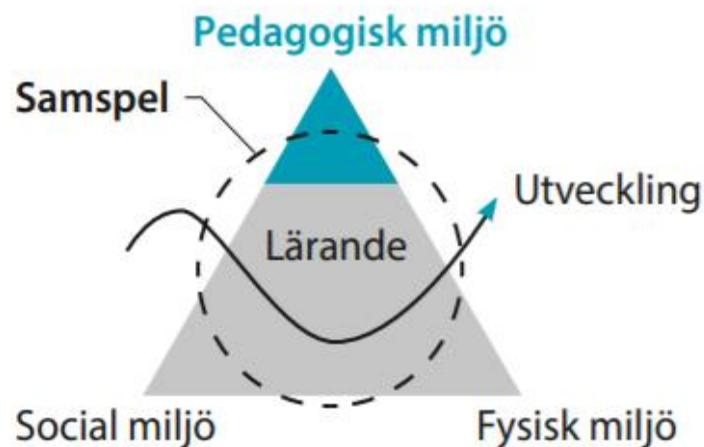 Pedagogisk miljö
Samspel
Utveckling
Lärande
Social miljö
Fysisk miljö